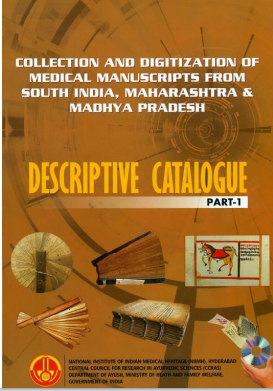 COLLECTION AND DIGITIZATION OF
MEDICAL MANUSCRIPTS FROM
SOUTH INDIA, MAHARASHTRA &
MADHYA PRADESH
DESCRIPTIVE CATALOGUE
PART-1
NATIONAL INSTITUTE OF INDIAN MEDICAL HERITAGE (NIIMH), HYDERABAD
CENTRAL COUNCIL FOR RESEARCH IN AYURVEDIC SCIENCES (CCRAS)
DEPARTMENT OF AYUSH, MINISTRY OF HEATH AND FAMILY WELFARE,
GOVERNMENT OF INDIA